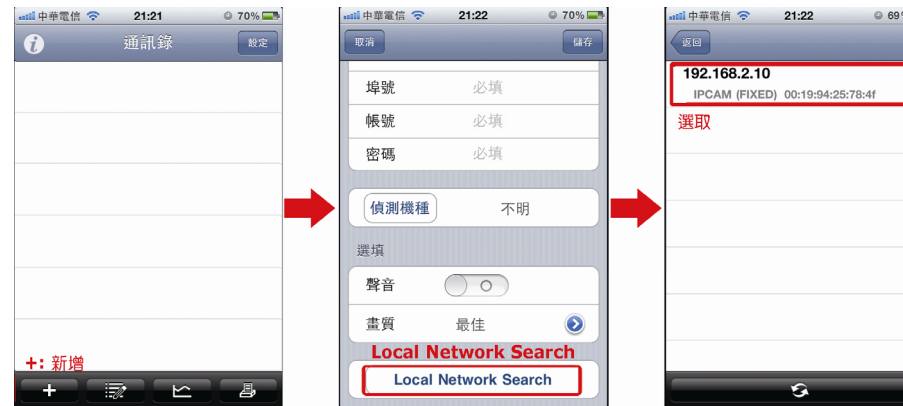 中華電信 21:21 70%
通訊錄
設定
+: 新增
中華電信 21:22 70%
取消 儲存
埠號 必填
帳號 必填
密碼 必填
偵測機種 不明
選填
聲音
畫質 最佳
Local Network Search
Local Network Search
中華電信 21:22 69%
返回
192.168.2.10
IPCAM (FIXED) 00:19:94:25:78:4f
選取